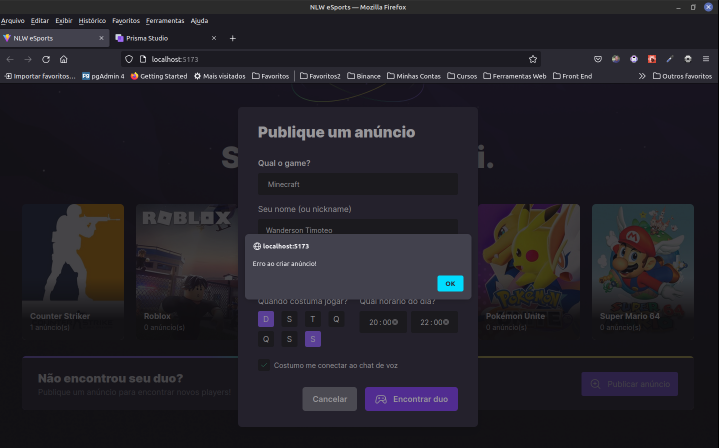 NLW eSports — Mozilla Firefox
Arquivo Editar Exibir Histórico Favoritos Ferramentas Ajuda
NLW eSports
Prisma Studio
localhost:5173
Importar favoritos...
pgAdmin 4
Getting Started
Mais visitados
Favoritos
Favoritos2
Binance
Minhas Contas
Cursos
Ferramentas Web
Front End
Outros favoritos
S
i.
Publique um anúncio
Qual o game?
Minecraft
Seu nome (ou nickname)
Wanderson Timoteo
localhost:5173
Erro ao criar anúncio!
OK
Quando costuma jogar?
Qual horário do dia?
D S T Q
Q S S
20:00
22:00
Costumo me conectar ao chat de voz
Cancelar
Encontrar duo
Counter Striker
1 anúncio(s)
ROBLOX
Roblox
0 anúncio(s)
POKÉMON
UNITE
Pokémon Unite
0 anúncio(s)
Super Mario 64
0 anúncio(s)
Não encontrou seu duo?
Publique um anúncio para encontrar novos players!
Publicar anúncio